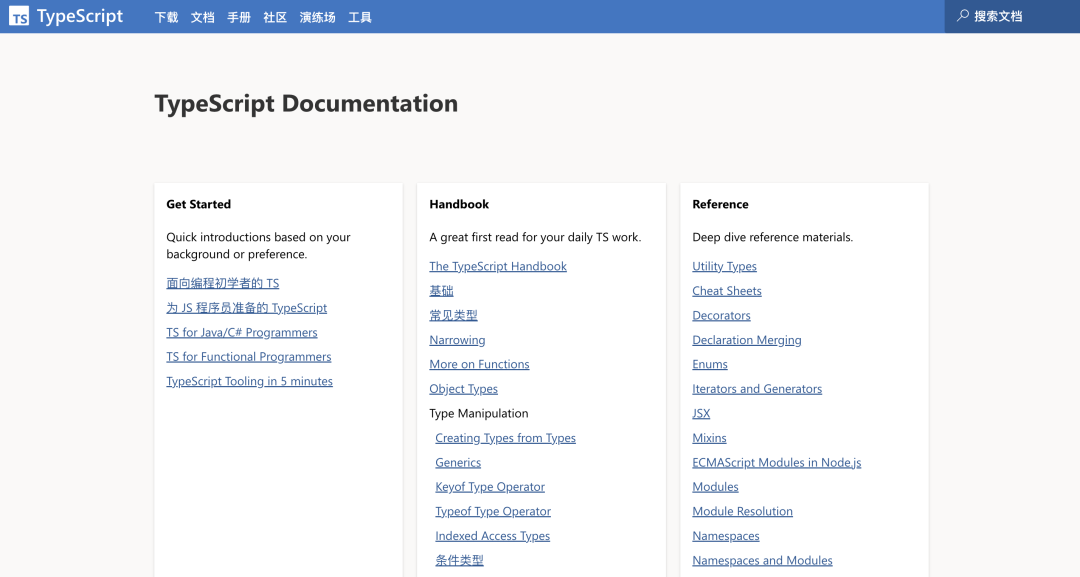 TS TypeScript
下载 文档 手册 社区 演练场 工具
搜索文档
TypeScript Documentation
Get Started
Quick introductions based on your
background or preference.
面向编程初学者的 TS
为 JS 程序员准备的 TypeScript
TS for Java/C# Programmers
TS for Functional Programmers
TypeScript Tooling in 5 minutes
Handbook
A great first read for your daily TS work.
The TypeScript Handbook
基础
常见类型
Narrowing
More on Functions
Object Types
Type Manipulation
Creating Types from Types
Generics
Keyof Type Operator
Typeof Type Operator
Indexed Access Types
条件类型
Reference
Deep dive reference materials.
Utility Types
Cheat Sheets
Decorators
Declaration Merging
Enums
Iterators and Generators
JSX
Mixins
ECMAScript Modules in Node.js
Modules
Module Resolution
Namespaces
Namespaces and Modules